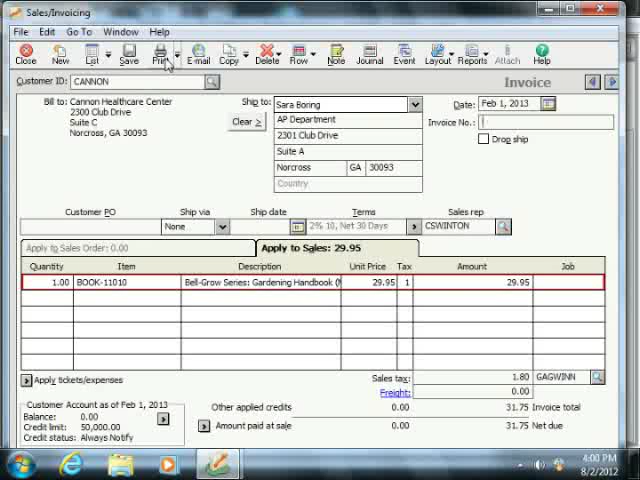 Sales/Invoicing
File Edit Go To Window Help
Close New List Save Print E-mail Copy Delete Row Note Journal Event Layout Reports Attach Help
Customer ID: CANNON
Invoice
Bill to: Cannon Healthcare Center
2300 Club Drive
Suite C
Norcross, GA 30093
Ship to: Sara Boring
Clear >
AP Department
2301 Club Drive
Suite A
Norcross GA 30093
Country
Date: Feb 1, 2013
Invoice No.:
Drop ship
Customer PO Ship via Ship date Terms Sales rep
None 2% 10, Net 30 Days CSWINTON
Apply to Sales Order: 0.00 Apply to Sales: 29.95
Quantity Item Description Unit Price Tax Amount Job
1.00 BOOK-11010 Bell-Grow Series: Gardening Handbook ( 29.95 1 29.95
Apply tickets/expenses
Sales tax: 1.80 GAGWINN
Freight: 0.00
Customer Account as of Feb 1, 2013
Balance: 0.00
Credit limit: 50,000.00
Credit status: Always Notify
Other applied credits 0.00 31.75 Invoice total
Amount paid at sale 0.00 31.75 Net due
4:00 PM
8/2/2012